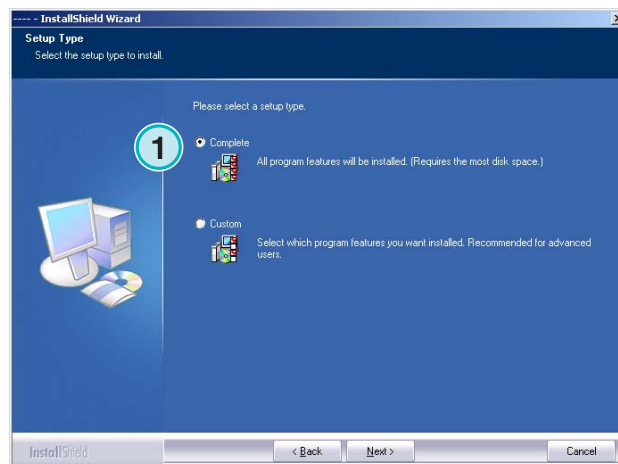 ---- - InstallShield Wizard
Setup Type
Select the setup type to install.
Please select a setup type.
1
Complete
All program features will be installed. (Requires the most disk space.)
Custom
Select which program features you want installed. Recommended for advanced
users.
InstallShield
< Back
Next >
Cancel